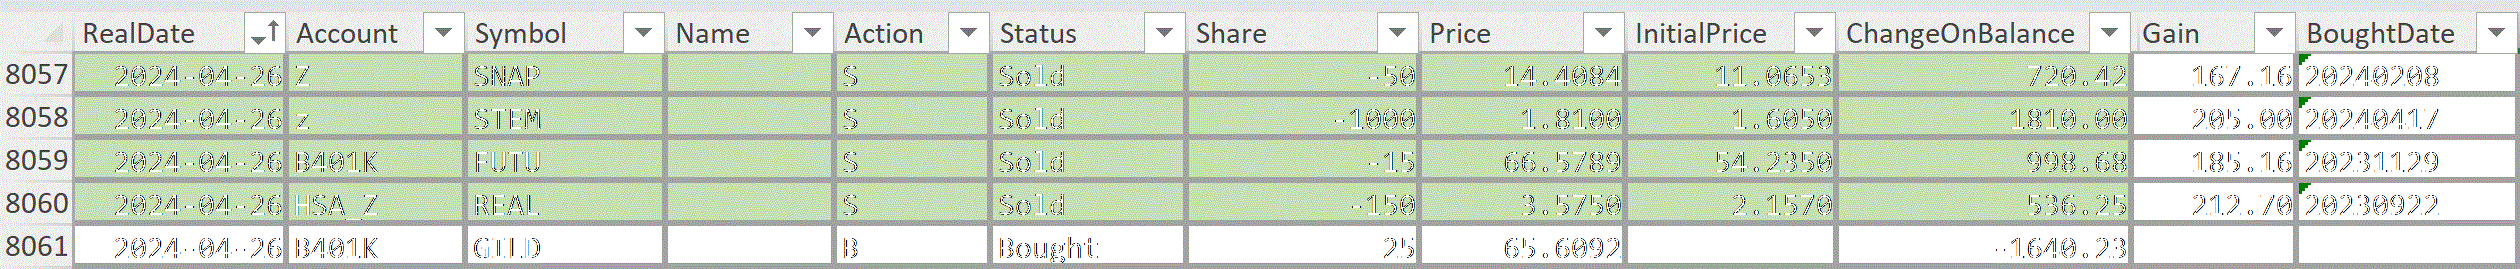 RealDate Account Symbol Name Action Status Share Price InitialPrice ChangeOnBalance Gain BoughtDate
8057 2024-04-26 Z SNAP S Sold -50 14.4084 11.0653 720.42 167.16 20240208
8058 2024-04-26 z STEM S Sold -1000 1.8100 1.6050 1810.00 205.00 20240417
8059 2024-04-26 B401K FUTU S Sold -15 66.5789 54.2350 998.68 185.16 20231129
8060 2024-04-26 HSA_Z REAL S Sold -150 3.5750 2.1570 536.25 212.70 20230922
8061 2024-04-26 B401K GILD B Bought 25 65.6092 -1640.23